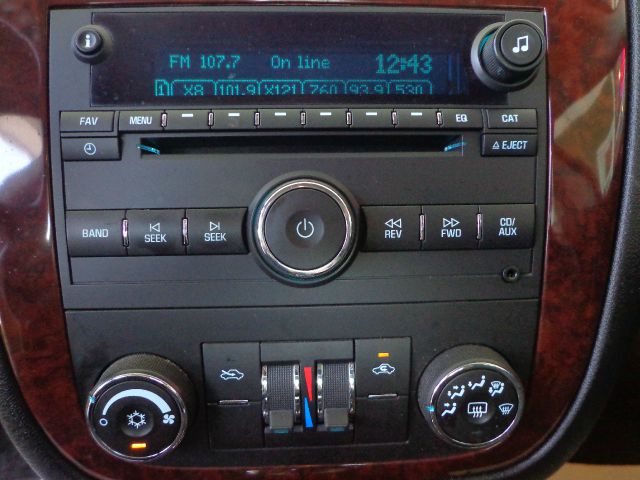 FM 107.7 On line 12:43
1 X8 101.9 X121 760 93.9 530
FAV MENU EQ CAT
EJECT
BAND SEEK SEEK REV FWD CD/AUX